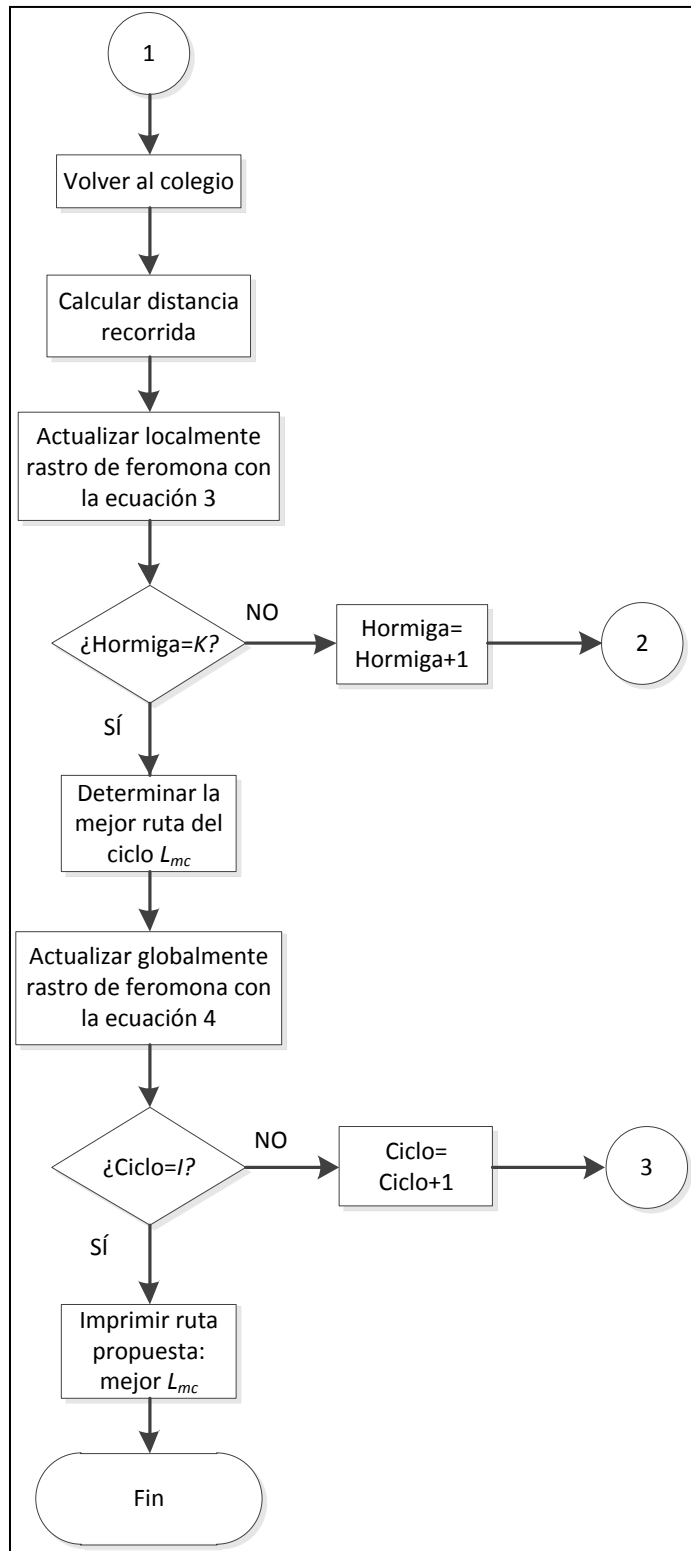 1
Volver al colegio
Calcular distancia
recorrida
Actualizar localmente
rastro de feromona con
la ecuación 3
¿Hormiga=K?
NO
Hormiga=
Hormiga+1
2
SÍ
Determinar la
mejor ruta del
ciclo Lmc
Actualizar globalmente
rastro de feromona con
la ecuación 4
¿Ciclo=I?
NO
Ciclo=
Ciclo+1
3
SÍ
Imprimir ruta
propuesta:
mejor Lmc
Fin